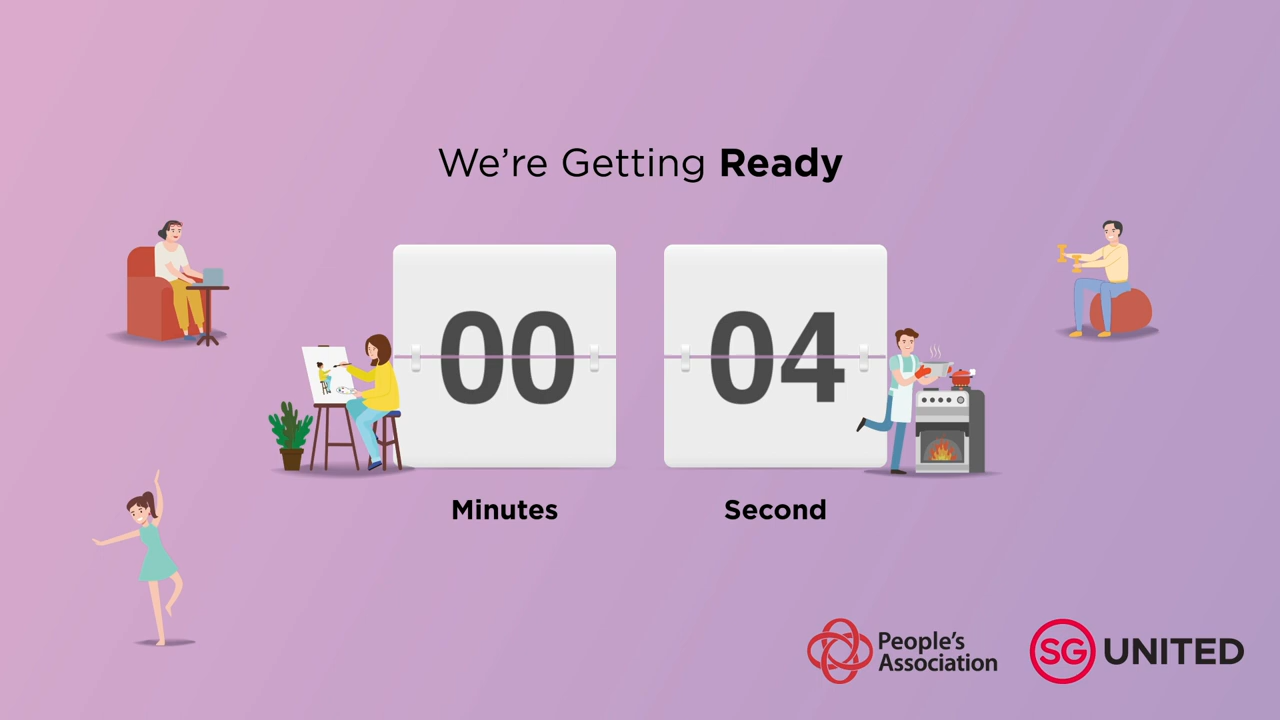 We're Getting Ready
00
04
Minutes
Second
People's
Association
SG UNITED